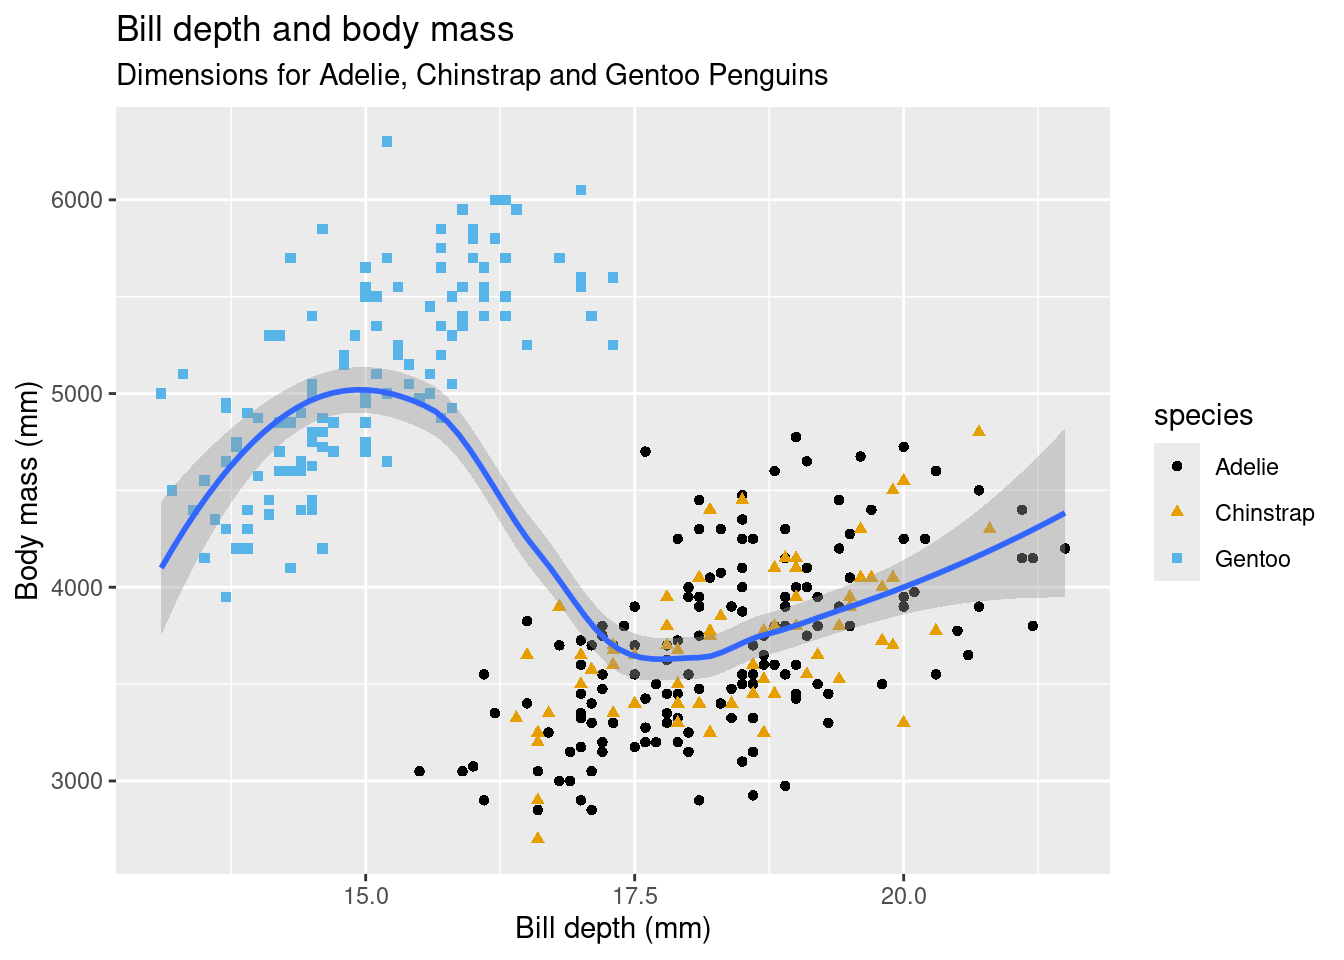 Bill depth and body mass
Dimensions for Adelie, Chinstrap and Gentoo Penguins
6000
5000
4000
3000
Body mass (mm)
15.0
17.5
20.0
Bill depth (mm)
species
Adelie
Chinstrap
Gentoo